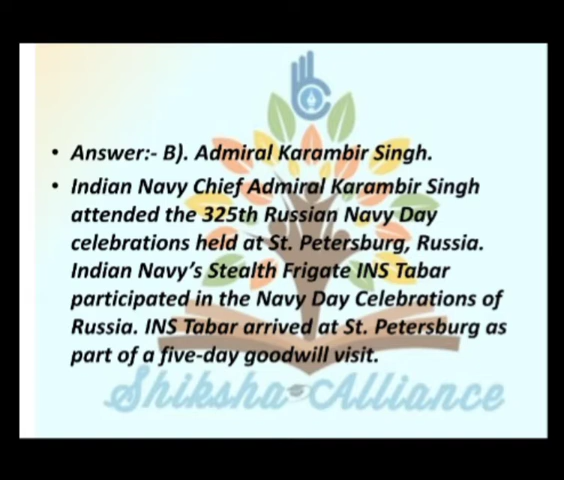 • Answer:- B). Admiral Karambir Singh.
• Indian Navy Chief Admiral Karambir Singh
attended the 325th Russian Navy Day
celebrations held at St. Petersburg, Russia.
Indian Navy's Stealth Frigate INS Tabar
participated in the Navy Day Celebrations of
Russia. INS Tabar arrived at St. Petersburg as
part of a five-day goodwill visit.
Shiksha Alliance